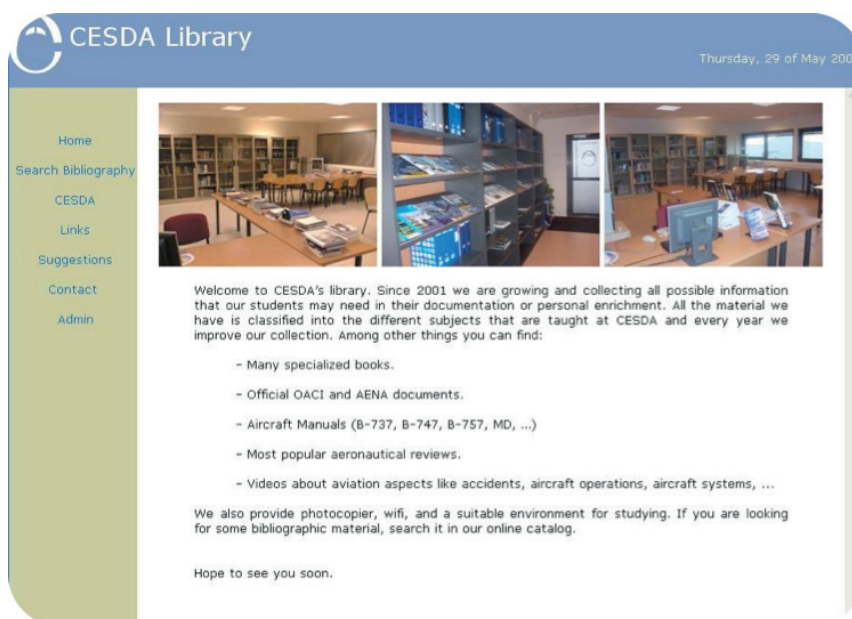 CESDA Library
Thursday, 29 of May 200
Home
Search Bibliography
CESDA
Links
Suggestions
Contact
Admin
Welcome to CESDA's library. Since 2001 we are growing and collecting all possible information
that our students may need in their documentation or personal enrichment. All the material we
have is classified into the different subjects that are taught at CESDA and every year we
improve our collection. Among other things you can find:
- Many specialized books.
- Official OACI and AENA documents.
- Aircraft Manuals (B-737, B-747, B-757, MD, ...)
- Most popular aeronautical reviews.
- Videos about aviation aspects like accidents, aircraft operations, aircraft systems, ...
We also provide photocopier, wifi, and a suitable environment for studying. If you are looking
for some bibliographic material, search it in our online catalog.
Hope to see you soon.